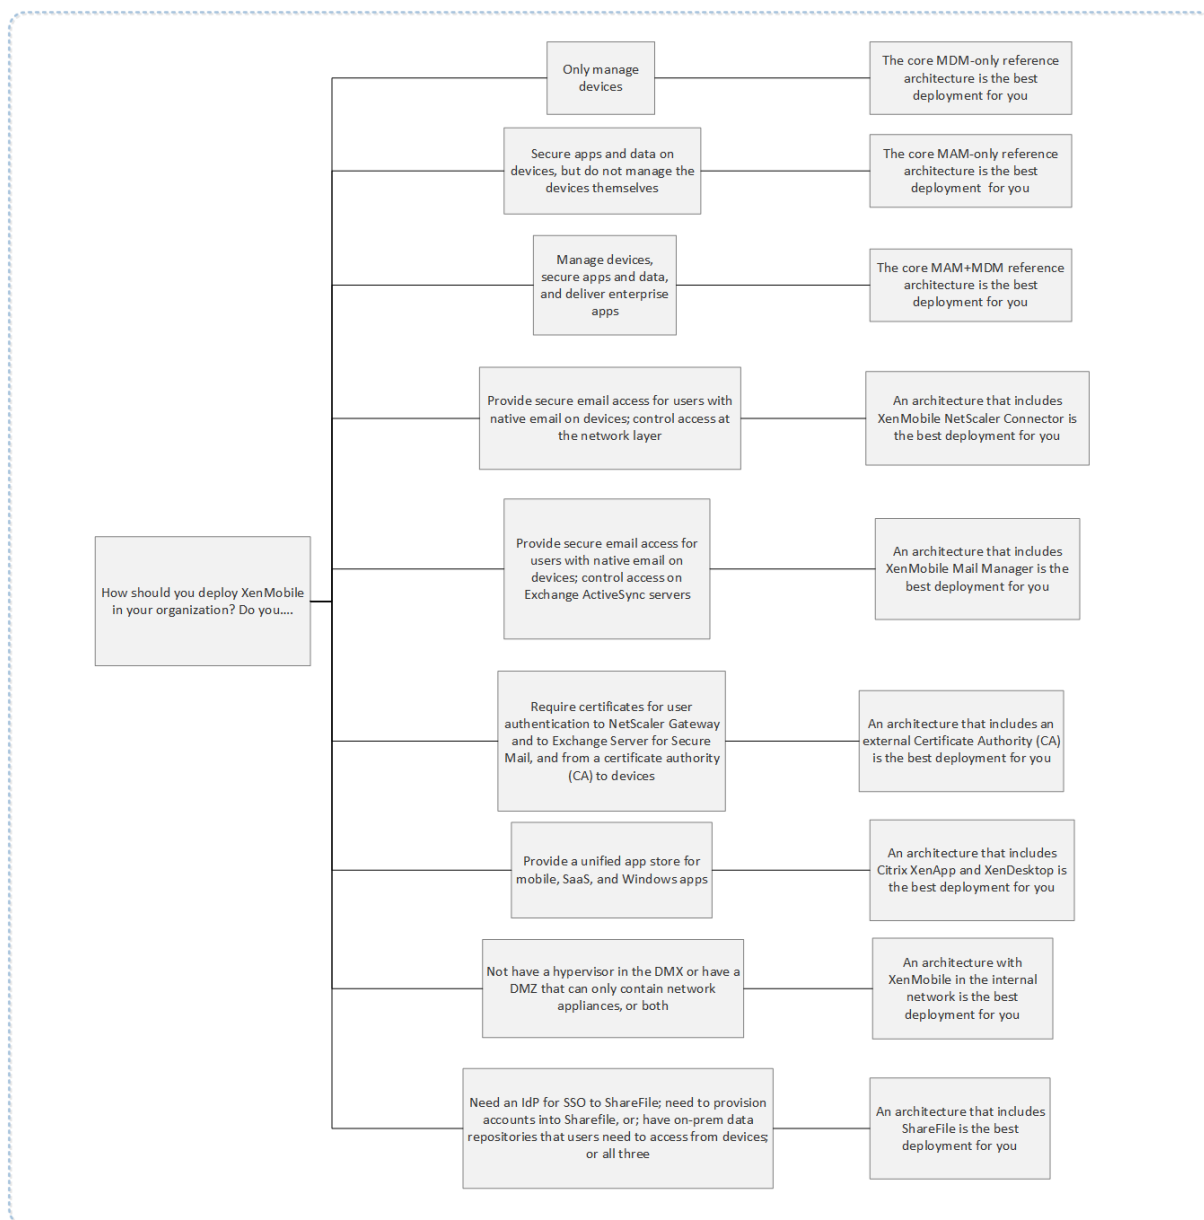 Only manage
devices
The core MDM-only reference
architecture is the best
deployment for you
Secure apps and data on
devices, but do not manage the
devices themselves
The core MAM-only reference
architecture is the best
deployment  for you
Manage devices,
secure apps and data,
and deliver enterprise
apps
The core MAM+MDM reference
architecture is the best
deployment for you
Provide secure email access for users with
native email on devices; control access at
the network layer
An architecture that includes
XenMobile NetScaler Connector is
the best deployment for you
How should you deploy XenMobile
in your organization? Do you....
Provide secure email access for
users with native email on
devices; control access on
Exchange ActiveSync servers
An architecture that includes
XenMobile Mail Manager is the
best deployment for you
Require certificates for user
authentication to NetScaler Gateway
and to Exchange Server for Secure
Mail, and from a certificate authority
(CA) to devices
An architecture that includes an
external Certificate Authority (CA)
is the best deployment for you
Provide a unified app store for
mobile, SaaS, and Windows apps
An architecture that includes
Citrix XenApp and XenDesktop is
the best deployment for you
Not have a hypervisor in the DMX or have a
DMZ that can only contain network
appliances, or both
An architecture with
XenMobile in the internal
network is the best
deployment for you
Need an IdP for SSO to ShareFile; need to provision
accounts into Sharefile, or; have on-prem data
repositories that users need to access from devices;
or all three
An architecture that includes
ShareFile is the best
deployment for you